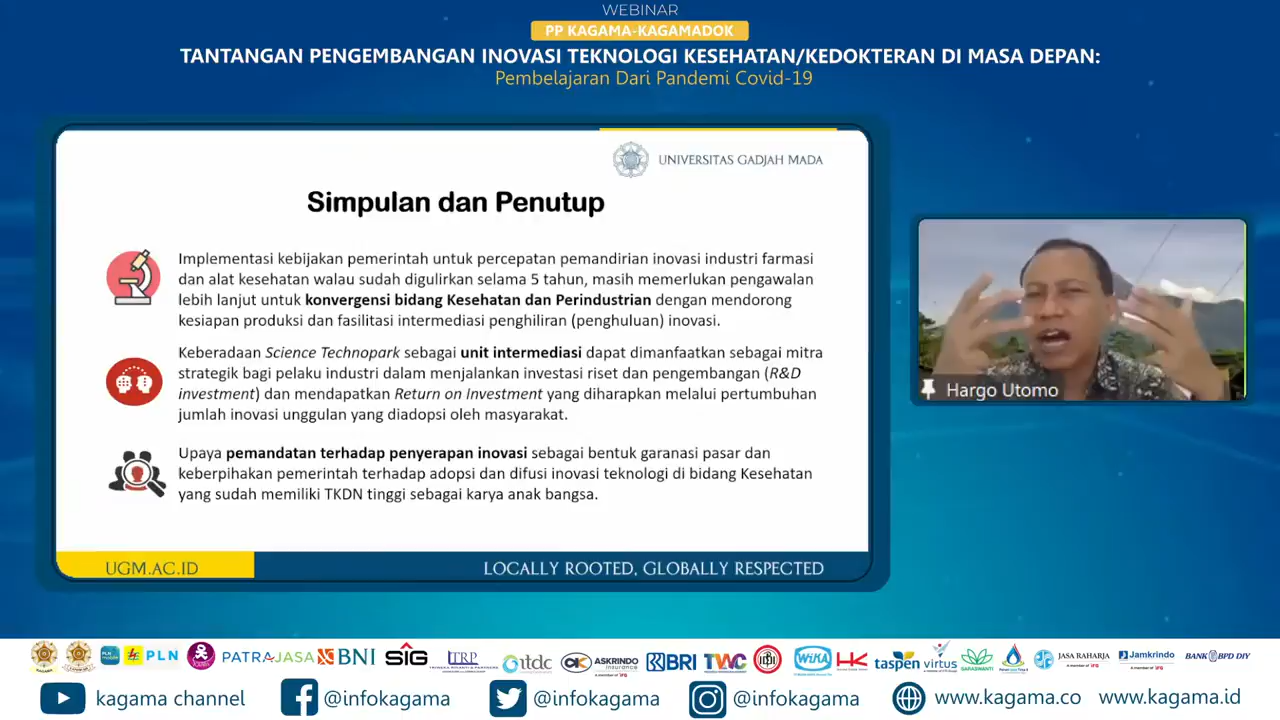 WEBINAR
PP KAGAMA-KAGAMADOK
TANTANGAN PENGEMBANGAN INOVASI TEKNOLOGI KESEHATAN/KEDOKTERAN DI MASA DEPAN:
Pembelajaran Dari Pandemi Covid-19
UNIVERSITAS GADJAH MADA
Simpulan dan Penutup
Implementasi kebijakan pemerintah untuk percepatan pemandirian inovasi industri farmasi
dan alat kesehatan walau sudah digulirkan selama 5 tahun, masih memerlukan pengawalan
lebih lanjut untuk konvergensi bidang Kesehatan dan Perindustrian dengan mendorong
kesiapan produksi dan fasilitasi intermediasi penghiliran (penghuluan) inovasi.
Keberadaan Science Technopark sebagai unit intermediasi dapat dimanfaatkan sebagai mitra
strategik bagi pelaku industri dalam menjalankan investasi riset dan pengembangan (R&D
investment) dan mendapatkan Return on Investment yang diharapkan melalui pertumbuhan
jumlah inovasi unggulan yang diadopsi oleh masyarakat.
Upaya pemandatan terhadap penyerapan inovasi sebagai bentuk garanasi pasar dan
keberpihakan pemerintah terhadap adopsi dan difusi inovasi teknologi di bidang Kesehatan
yang sudah memiliki TKDN tinggi sebagai karya anak bangsa.
UGM.AC.ID
LOCALLY ROOTED, GLOBALLY RESPECTED
Hargo Utomo
PLN PATRAJASA BNI SIG ITRP itdc AK ASKRINDO insurance BRI TWC WIKA HK taspen virtus SARASWANTI JASA RAHARJA Jamkrindo BANK BPD DIY
kagama channel @infokagama @infokagama @infokagama www.kagama.co www.kagama.id